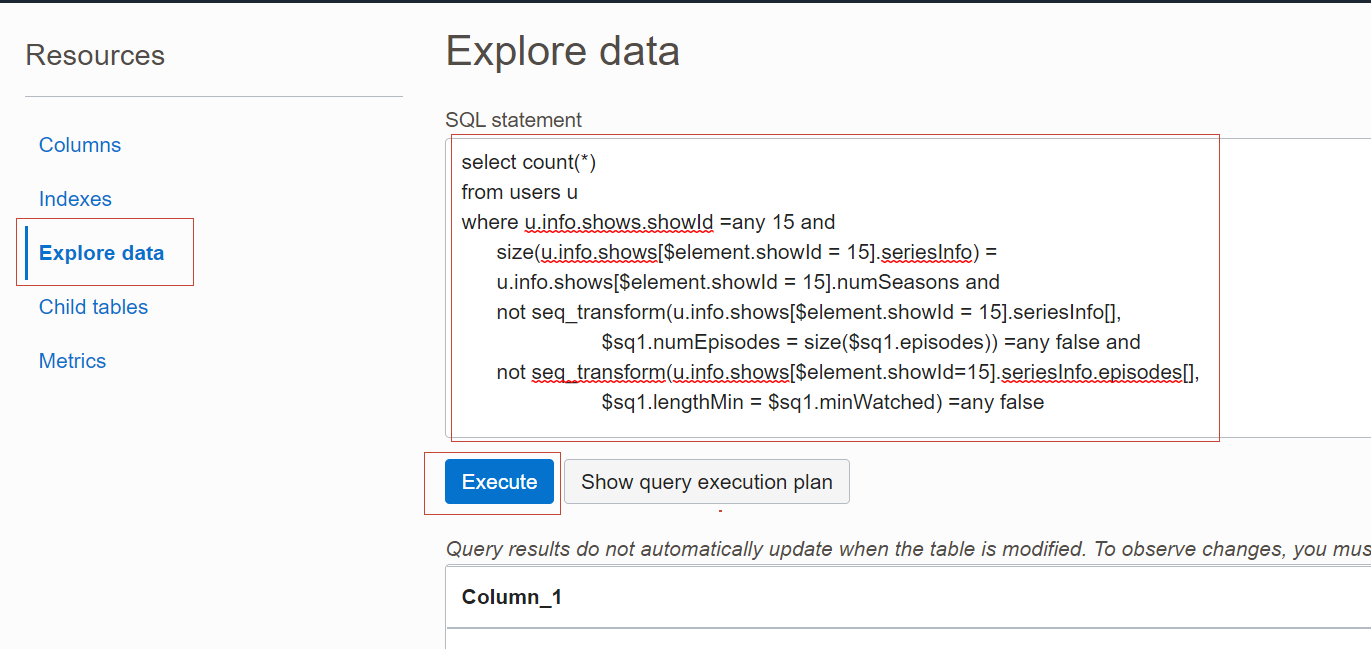 Resources
Columns
Indexes
Explore data
Child tables
Metrics
Explore data
SQL statement
select count(*)
from users u
where u.info.shows.showId =any 15 and
size(u.info.shows[$element.showId = 15].seriesInfo) =
u.info.shows[$element.showId = 15].numSeasons and
not seq_transform(u.info.shows[$element.showId = 15].seriesInfo[],
$sq1.numEpisodes = size($sq1.episodes)) =any false and
not seq_transform(u.info.shows[$element.showId=15].seriesInfo.episodes[],
$sq1.lengthMin = $sq1.minWatched) =any false
Execute
Show query execution plan
Query results do not automatically update when the table is modified. To observe changes, you mus
Column_1